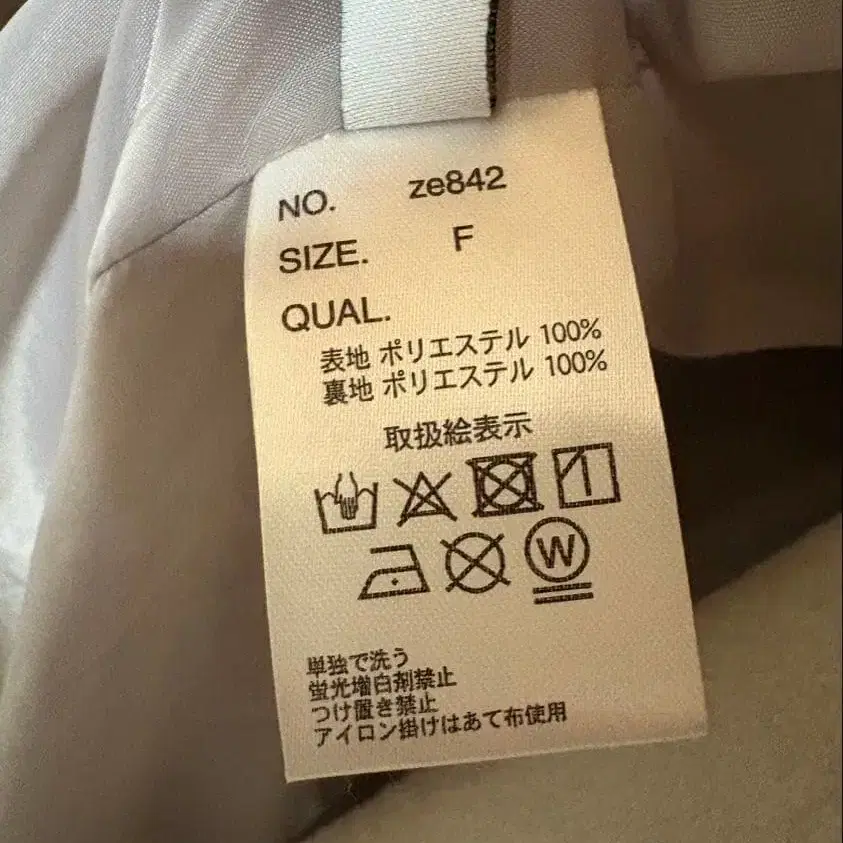 NO. ze842
SIZE. F
QUAL.
表地 ポリエステル 100%
裏地 ポリエステル 100%
取扱絵表示
W
単独で洗う
蛍光増白剤禁止
つけ置き禁止
アイロン掛けはあて布使用